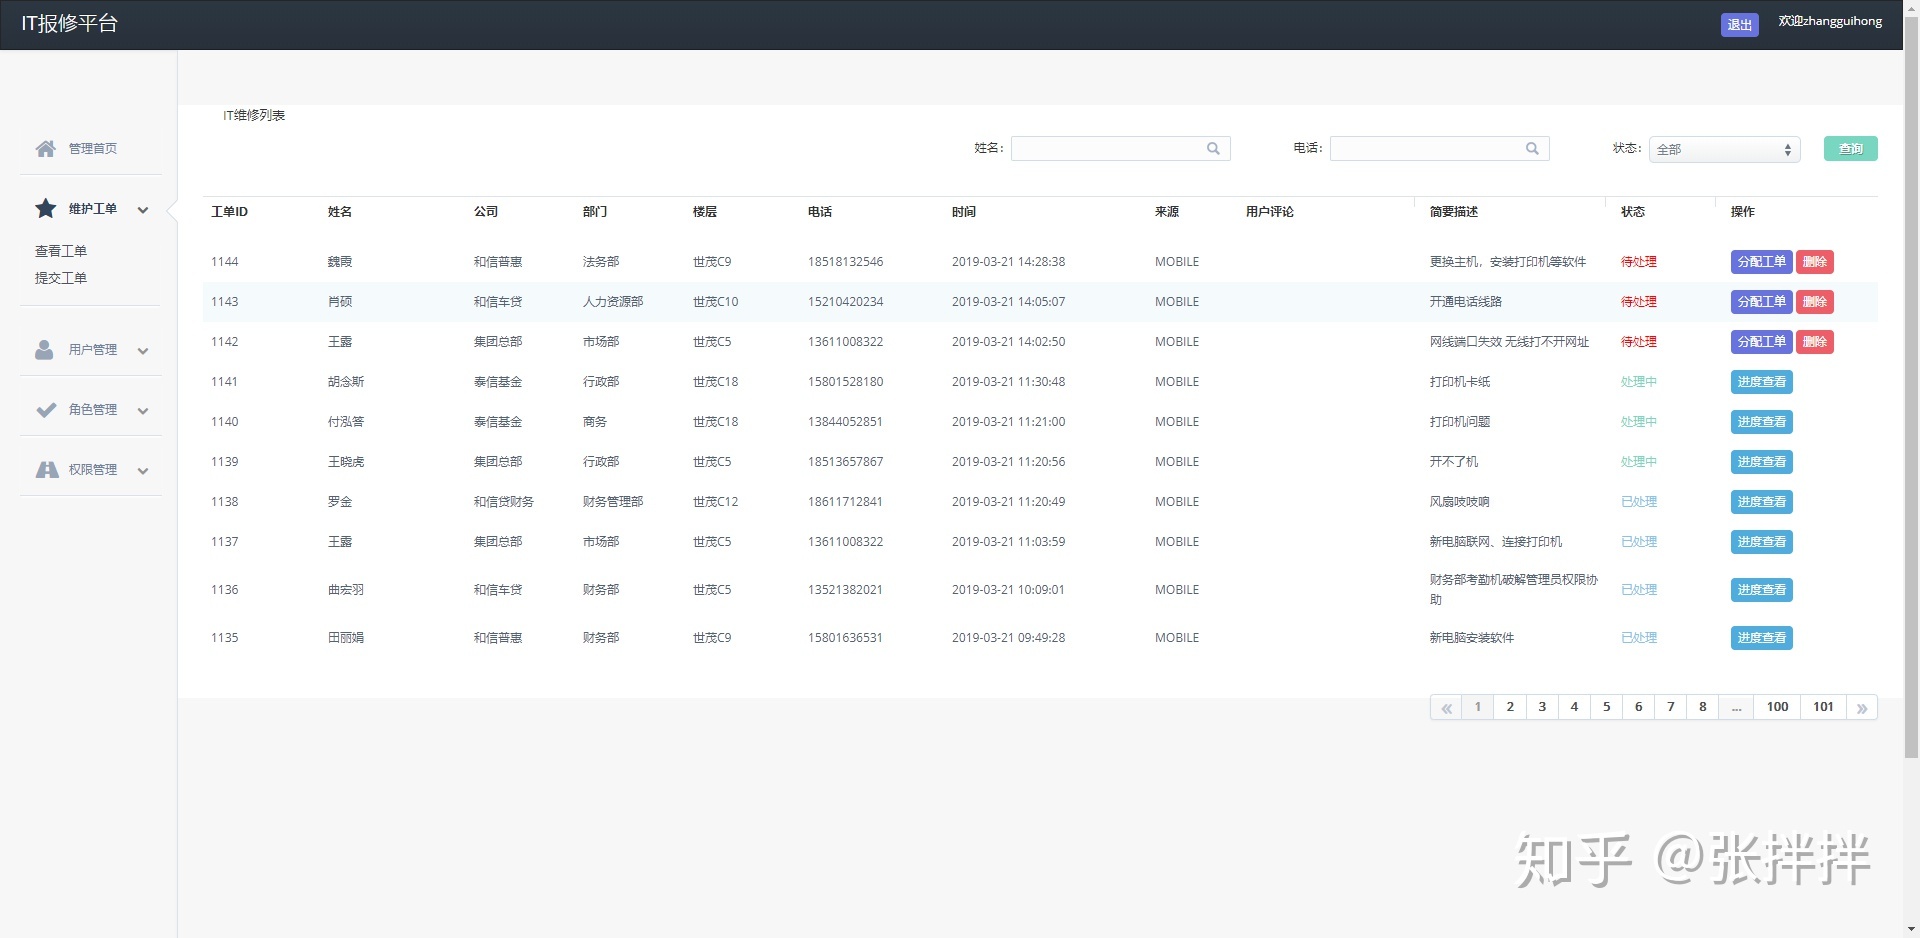 IT报修平台
退出 欢迎zhangguihong
IT维修列表
管理首页
维护工单
查看工单
提交工单
用户管理
角色管理
权限管理
姓名： 电话： 状态： 全部 查询
工单ID 姓名 公司 部门 楼层 电话 时间 来源 用户评论 简要描述 状态 操作
1144 魏霞 和信普惠 法务部 世茂C9 18518132546 2019-03-21 14:28:38 MOBILE 更换主机，安装打印机等软件 待处理 分配工单 删除
1143 肖硕 和信车贷 人力资源部 世茂C10 15210420234 2019-03-21 14:05:07 MOBILE 开通电话线路 待处理 分配工单 删除
1142 王露 集团总部 市场部 世茂C5 13611008322 2019-03-21 14:02:50 MOBILE 网线端口失效 无线打不开网址 待处理 分配工单 删除
1141 胡念斯 泰信基金 行政部 世茂C18 15801528180 2019-03-21 11:30:48 MOBILE 打印机卡纸 处理中 进度查看
1140 付泓答 泰信基金 商务 世茂C18 13844052851 2019-03-21 11:21:00 MOBILE 打印机问题 处理中 进度查看
1139 王晓虎 集团总部 行政部 世茂C5 18513657867 2019-03-21 11:20:56 MOBILE 开不了机 处理中 进度查看
1138 罗金 和信贷财务 财务管理部 世茂C12 18611712841 2019-03-21 11:20:49 MOBILE 风扇吱吱响 已处理 进度查看
1137 王露 集团总部 市场部 世茂C5 13611008322 2019-03-21 11:03:59 MOBILE 新电脑联网、连接打印机 已处理 进度查看
1136 曲宏羽 和信车贷 财务部 世茂C5 13521382021 2019-03-21 10:09:01 MOBILE 财务部考勤机破解管理员权限协助 已处理 进度查看
1135 田丽娟 和信普惠 财务部 世茂C9 15801636531 2019-03-21 09:49:28 MOBILE 新电脑安装软件 已处理 进度查看
« 1 2 3 4 5 6 7 8 ... 100 101 »
知乎 @张拌拌